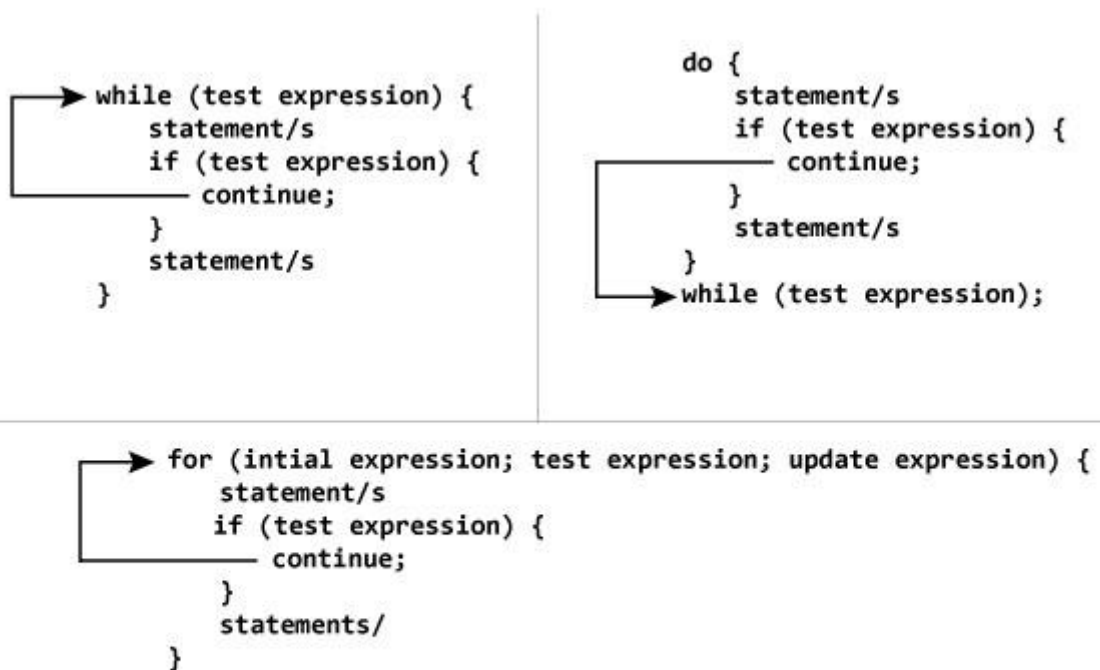 while (test expression) {
statement/s
if (test expression) {
continue;
}
statement/s
}
do {
statement/s
if (test expression) {
continue;
}
statement/s
}
while (test expression);
for (intial expression; test expression; update expression) {
statement/s
if (test expression) {
continue;
}
statements/
}